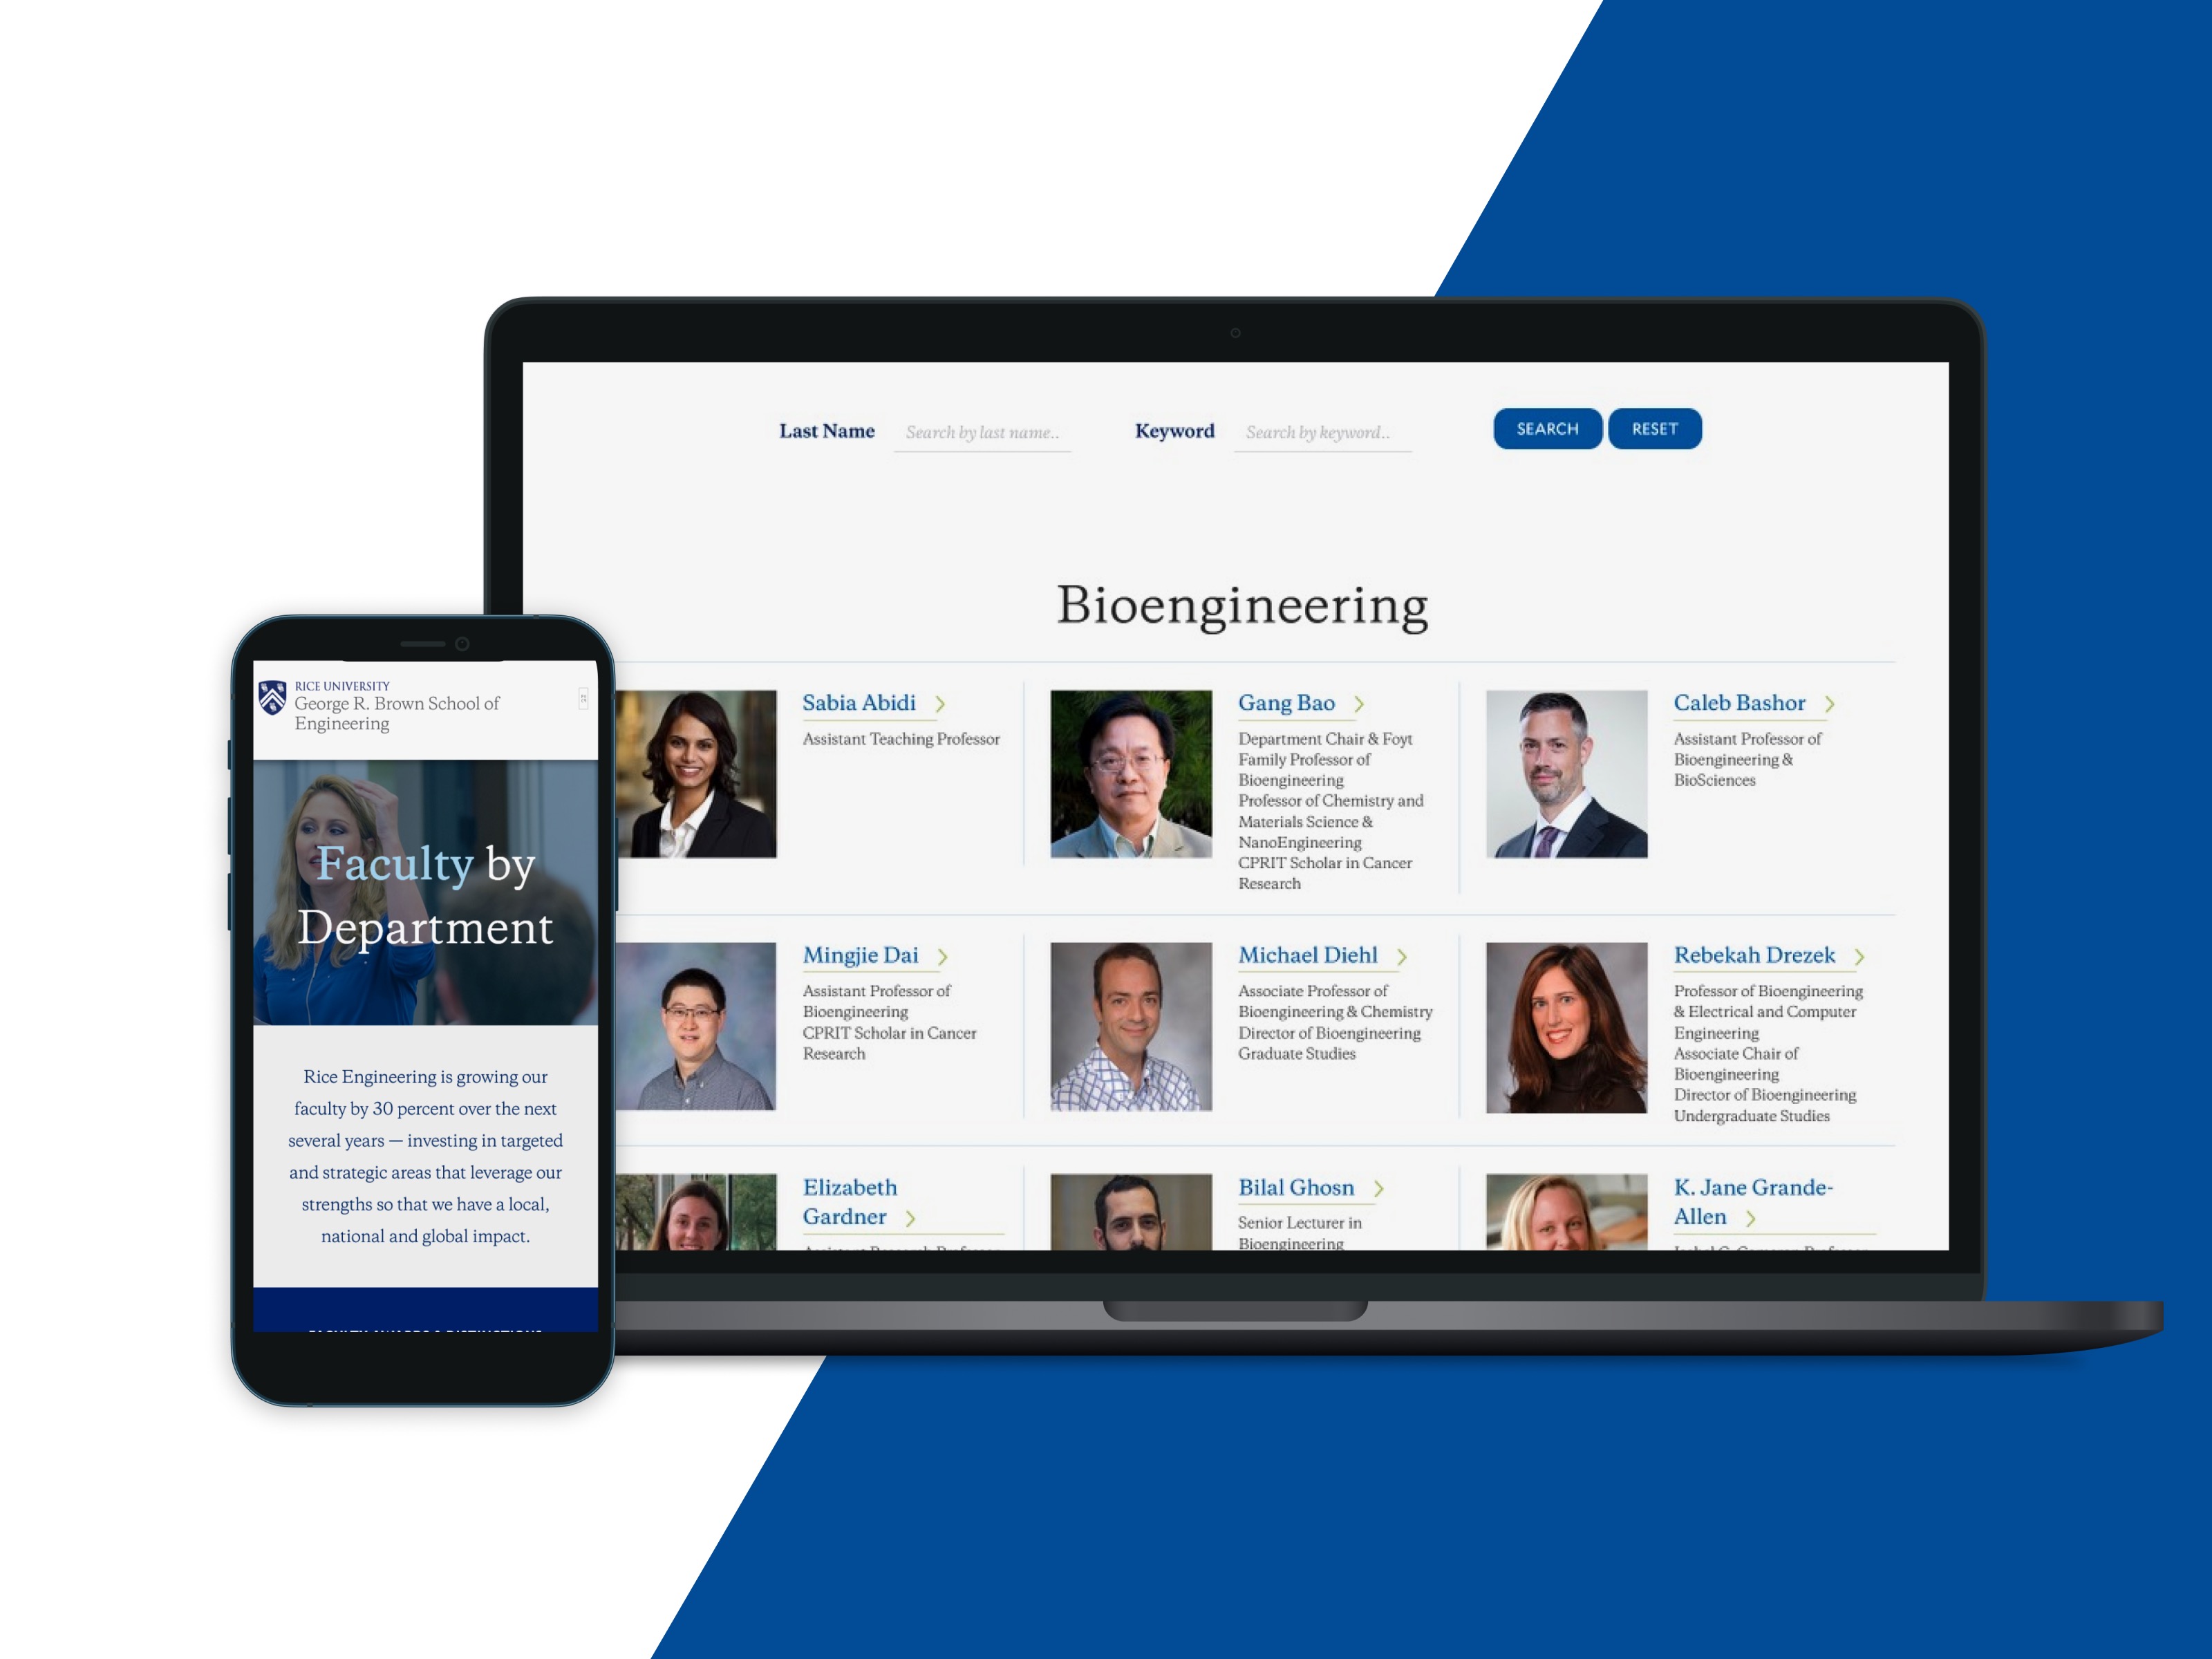 Last Name
Search by last name..
Keyword
Search by keyword..
SEARCH
RESET
Bioengineering
Sabia Abidi
Assistant Teaching Professor
Gang Bao
Department Chair & Foyt
Family Professor of
Bioengineering
Professor of Chemistry and
Materials Science &
NanoEngineering
CPRIT Scholar in Cancer
Research
Caleb Bashor
Assistant Professor of
Bioengineering &
BioSciences
Mingjie Dai
Assistant Professor of
Bioengineering
CPRIT Scholar in Cancer
Research
Michael Diehl
Associate Professor of
Bioengineering & Chemistry
Director of Bioengineering
Graduate Studies
Rebekah Drezek
Professor of Bioengineering
& Electrical and Computer
Engineering
Associate Chair of
Bioengineering
Director of Bioengineering
Undergraduate Studies
Elizabeth
Gardner
Bilal Ghosn
Senior Lecturer in
Bioengineering
K. Jane Grande-
Allen
RICE UNIVERSITY
George R. Brown School of
Engineering
Faculty by
Department
Rice Engineering is growing our
faculty by 30 percent over the next
several years — investing in targeted
and strategic areas that leverage our
strengths so that we have a local,
national and global impact.